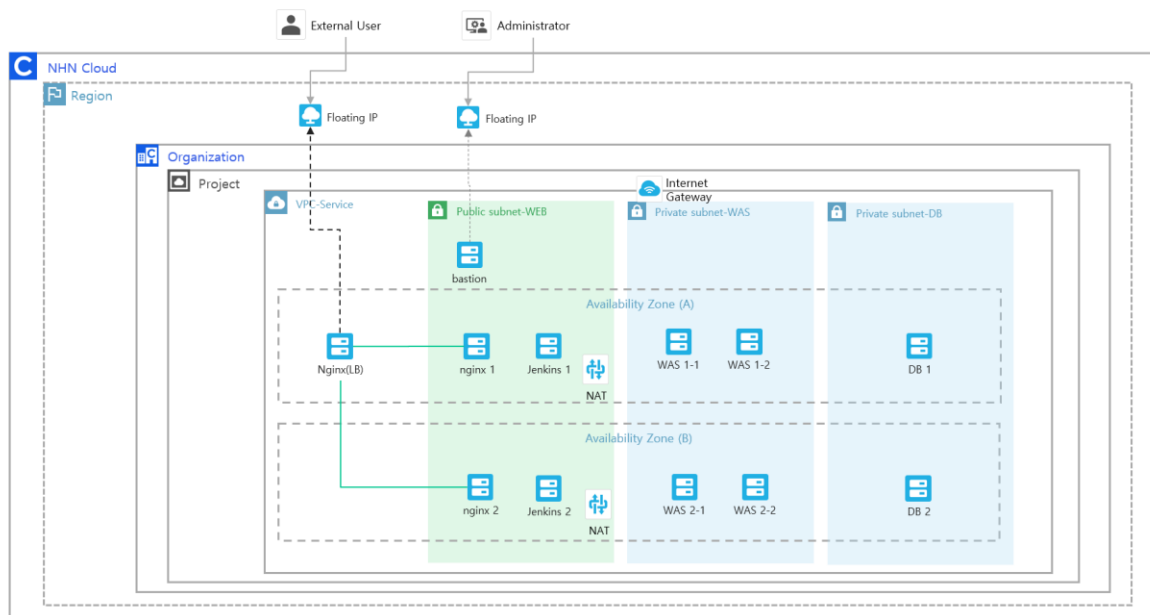 External User
Administrator
NHN Cloud
Region
Floating IP
Floating IP
Organization
Project
Internet
Gateway
VPC-Service
Public subnet-WEB
Private subnet-WAS
Private subnet-DB
bastion
Availability Zone (A)
Nginx(LB)
nginx 1
Jenkins 1
NAT
WAS 1-1
WAS 1-2
DB 1
Availability Zone (B)
nginx 2
Jenkins 2
NAT
WAS 2-1
WAS 2-2
DB 2